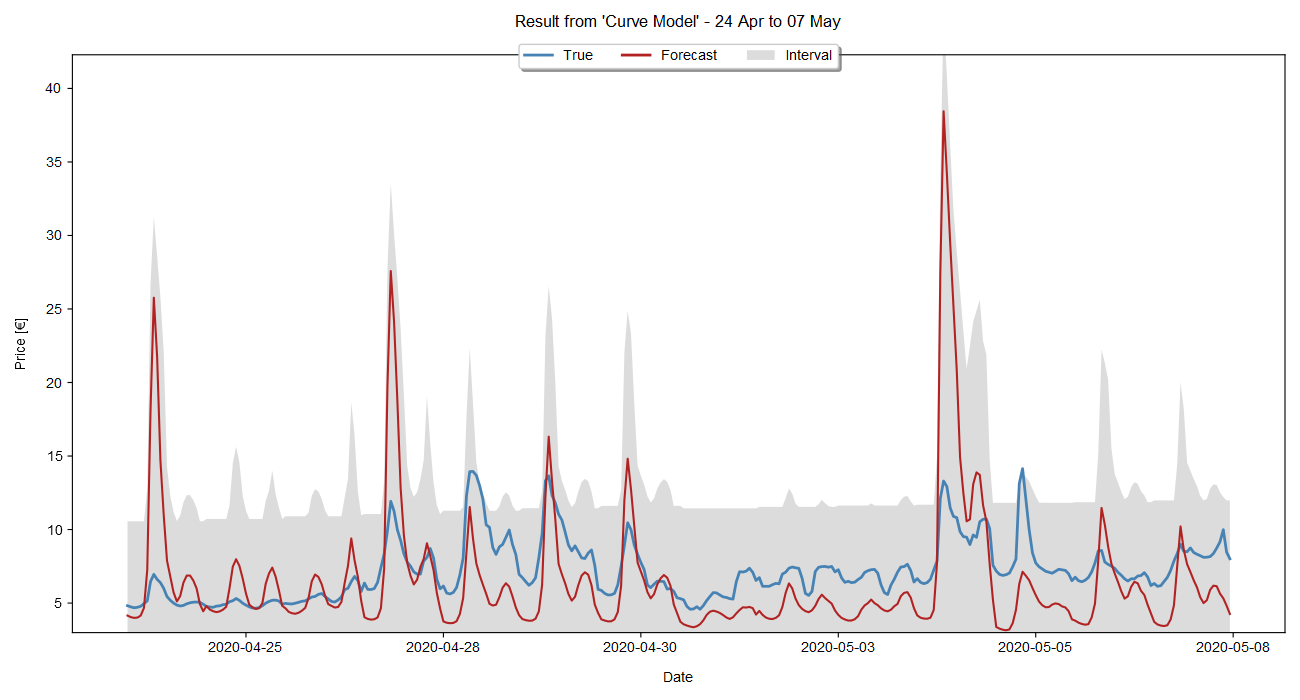 Result from 'Curve Model' - 24 Apr to 07 May
True Forecast Interval
40
35
30
25
20
15
10
5
Price [€]
2020-04-25 2020-04-28 2020-04-30 2020-05-03 2020-05-05 2020-05-08
Date